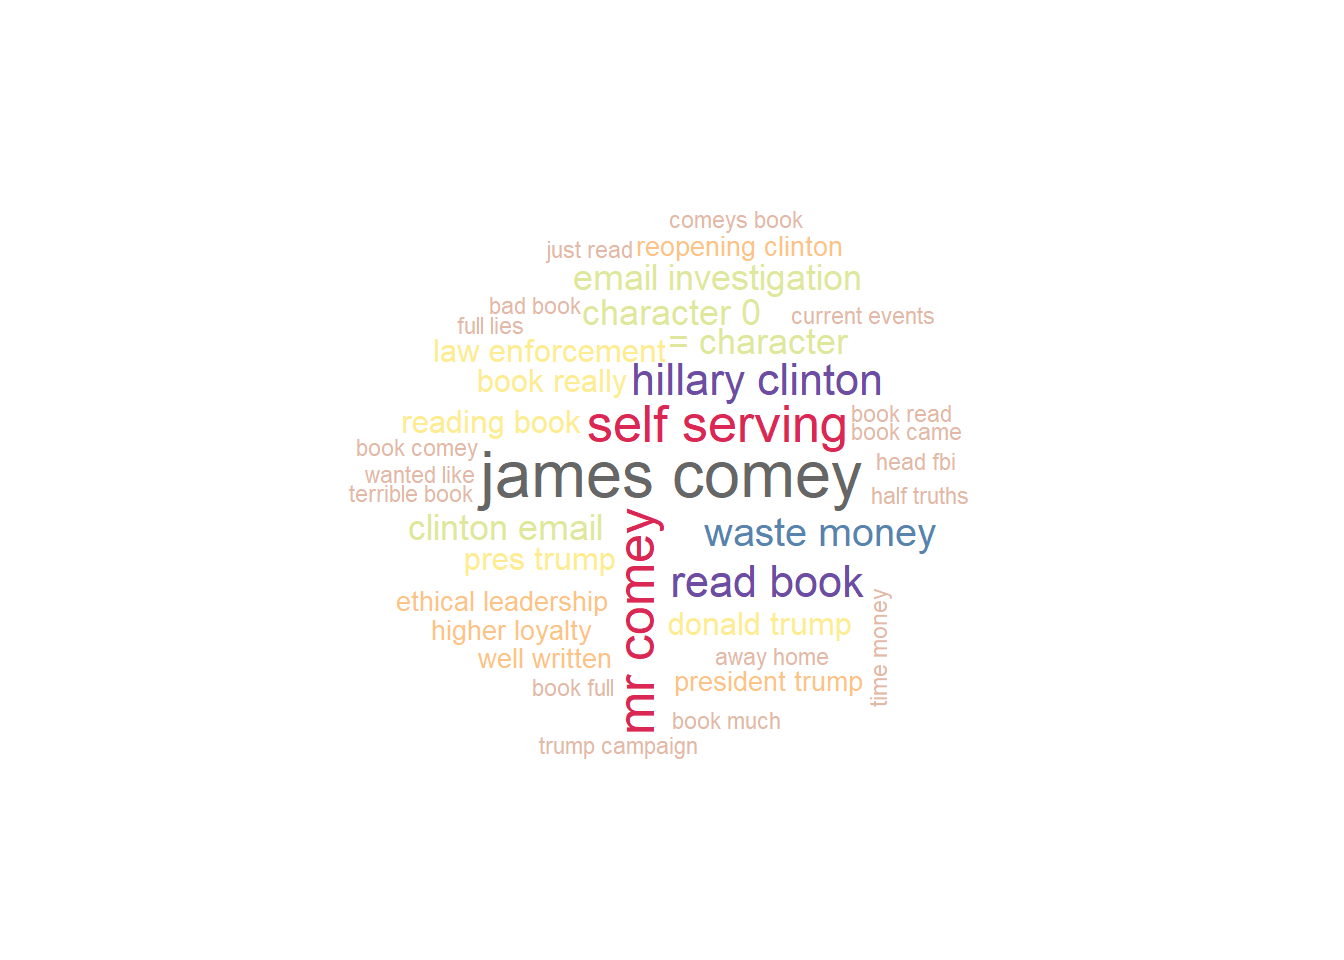 comeys book
just read
reopening clinton
email investigation
bad book
character 0
current events
full lies
= character
law enforcement
book really
hillary clinton
reading book
self serving
book read
book came
book comey
james comey
head fbi
wanted like
terrible book
half truths
clinton email
mr comey
waste money
pres trump
read book
ethical leadership
higher loyalty
donald trump
time money
well written
away home
book full
president trump
book much
trump campaign